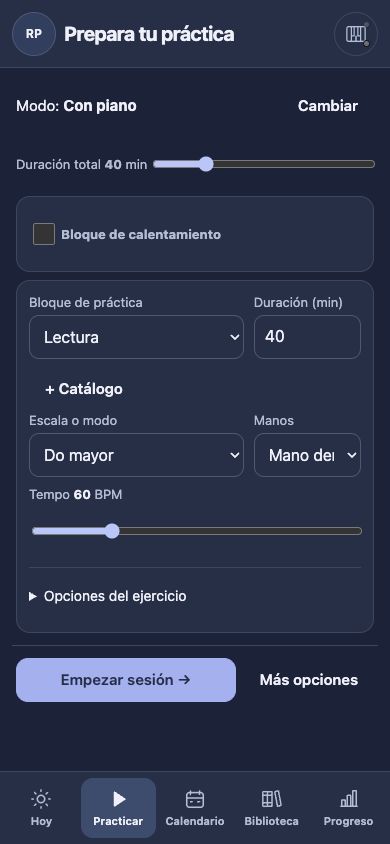 RP Prepara tu práctica
Modo: Con piano Cambiar
Duración total 40 min
Bloque de calentamiento
Bloque de práctica Duración (min)
Lectura 40
+ Catálogo
Escala o modo Manos
Do mayor Mano der
Tempo 60 BPM
Opciones del ejercicio
Empezar sesión → Más opciones
Hoy Practicar Calendario Biblioteca Progreso